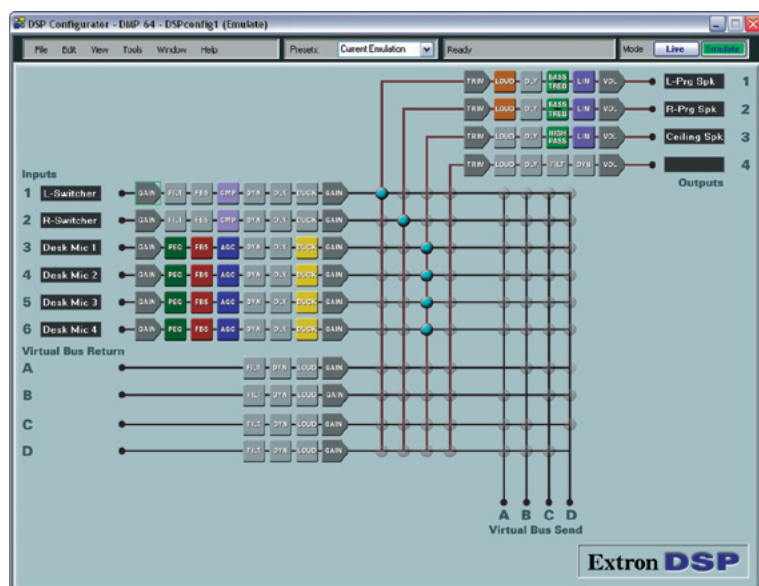 DSP Configurator - DMP 64 - DSPconfig1 (Emulate)
File Edit View Tools Window Help Presets: Current Emulation Ready Mode Live Emulate
TRIM LOUD DLY BASS TREB LIM VOL L-Prg Spk 1
TRIM LOUD DLY BASS TREB LIM VOL R-Prg Spk 2
TRIM LOUD DLY HIGH PASS LIM VOL Ceiling Spk 3
TRIM LOUD DLY FILT DYN VOL 4
Outputs
Inputs
1 L-Switcher GAIN FILT FBS CMP DYN DLY DUCK GAIN
2 R-Switcher GAIN FILT FBS CMP DYN DLY DUCK GAIN
3 Desk Mic 1 GAIN PEQ FBS AGC DYN DLY DUCK GAIN
4 Desk Mic 2 GAIN PEQ FBS AGC DYN DLY DUCK GAIN
5 Desk Mic 3 GAIN PEQ FBS AGC DYN DLY DUCK GAIN
6 Desk Mic 4 GAIN PEQ FBS AGC DYN DLY DUCK GAIN
Virtual Bus Return
A FILT DYN LOUD GAIN
B FILT DYN LOUD GAIN
C FILT DYN LOUD GAIN
D FILT DYN LOUD GAIN
A B C D
Virtual Bus Send
Extron DSP